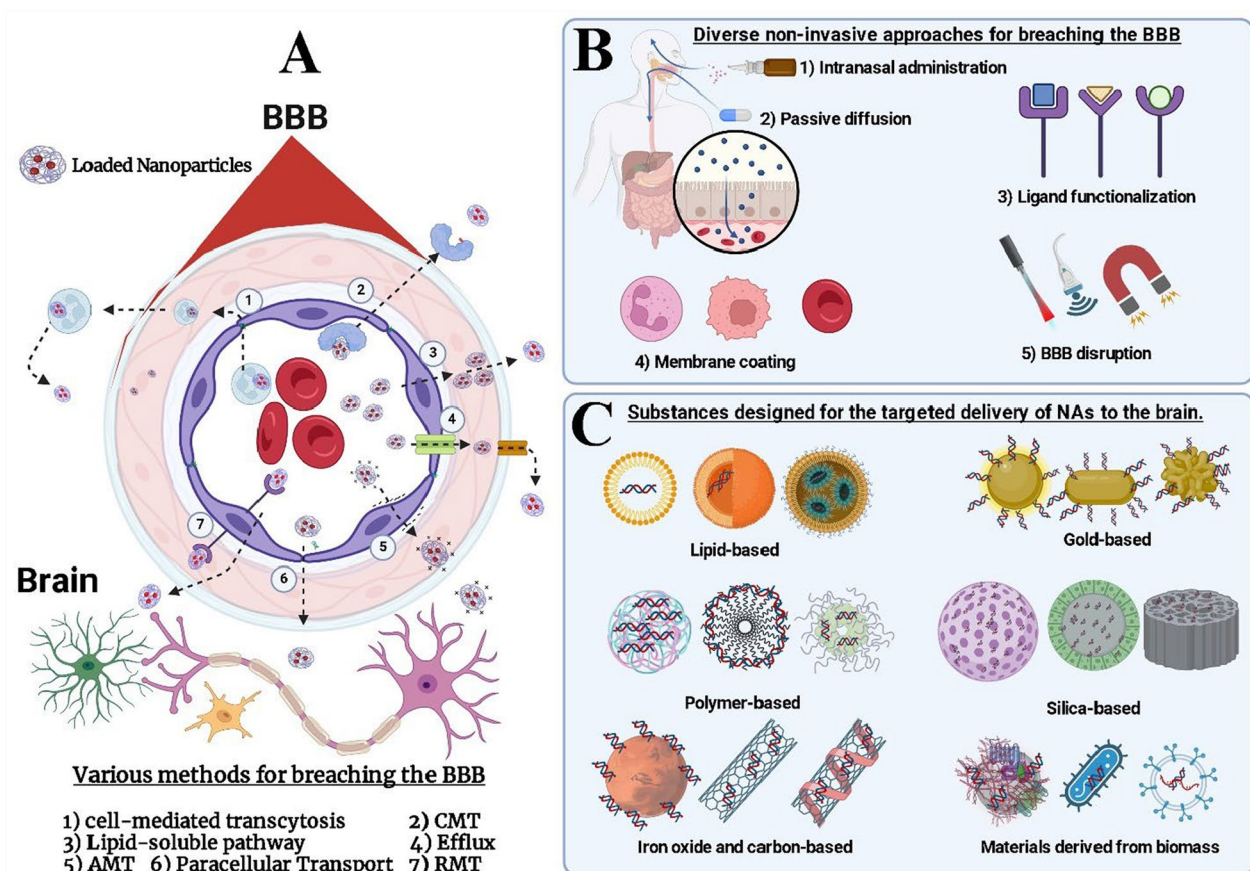 A
BBB
Loaded Nanoparticles
1
2
3
4
5
6
7
Brain
Various methods for breaching the BBB
1) cell-mediated transcytosis 2) CMT
3) Lipid-soluble pathway 4) Efflux
5) AMT 6) Paracellular Transport 7) RMT
B
Diverse non-invasive approaches for breaching the BBB
1) Intranasal administration
2) Passive diffusion
3) Ligand functionalization
4) Membrane coating
5) BBB disruption
C
Substances designed for the targeted delivery of NAs to the brain.
Lipid-based
Gold-based
Polymer-based
Silica-based
Iron oxide and carbon-based
Materials derived from biomass